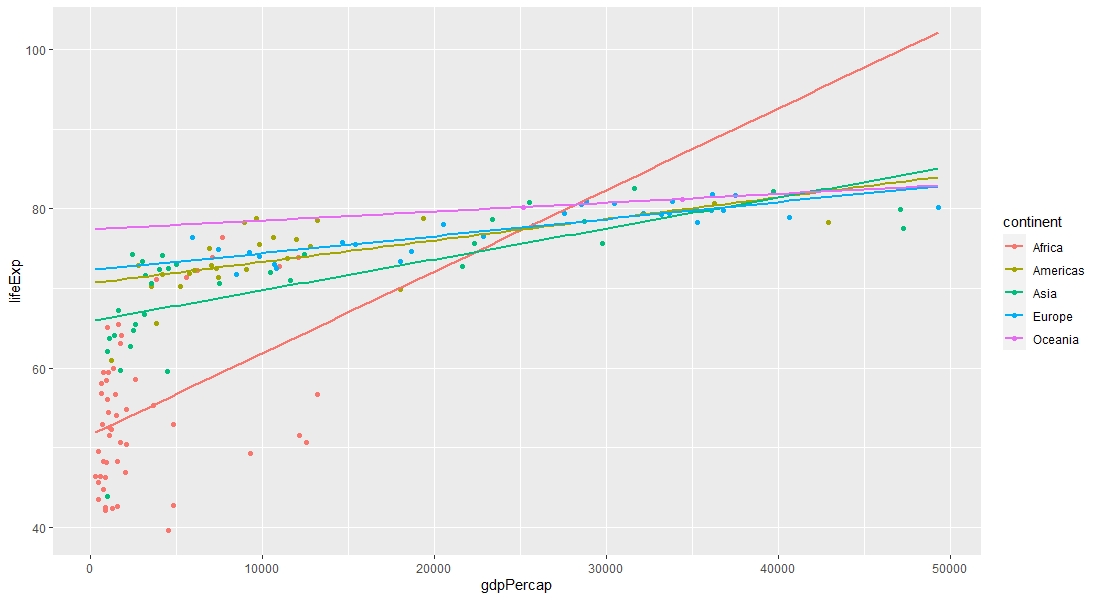 100
80
60
40
lifeExp
0
10000
20000
30000
40000
50000
gdpPercap
continent
Africa
Americas
Asia
Europe
Oceania